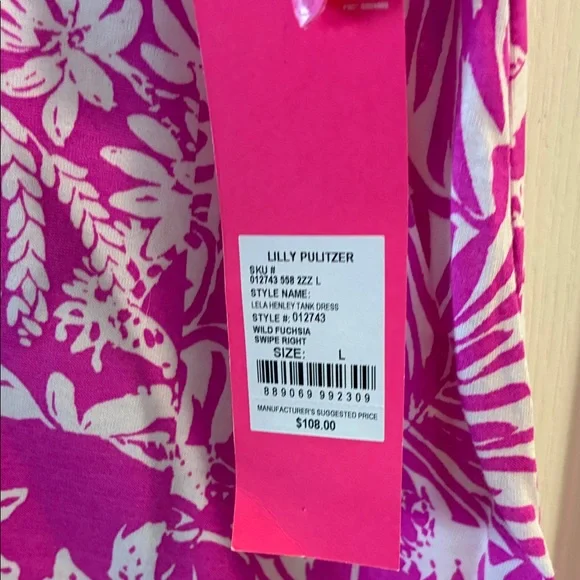 LILLY PULITZER
SKU #
012743 558 2ZZ L
STYLE NAME:
LELA HENLEY TANK DRESS
STYLE #: 012743
WILD FUCHSIA
SWIPE RIGHT
SIZE: L
889069 992309
MANUFACTURER'S SUGGESTED PRICE
$108.00